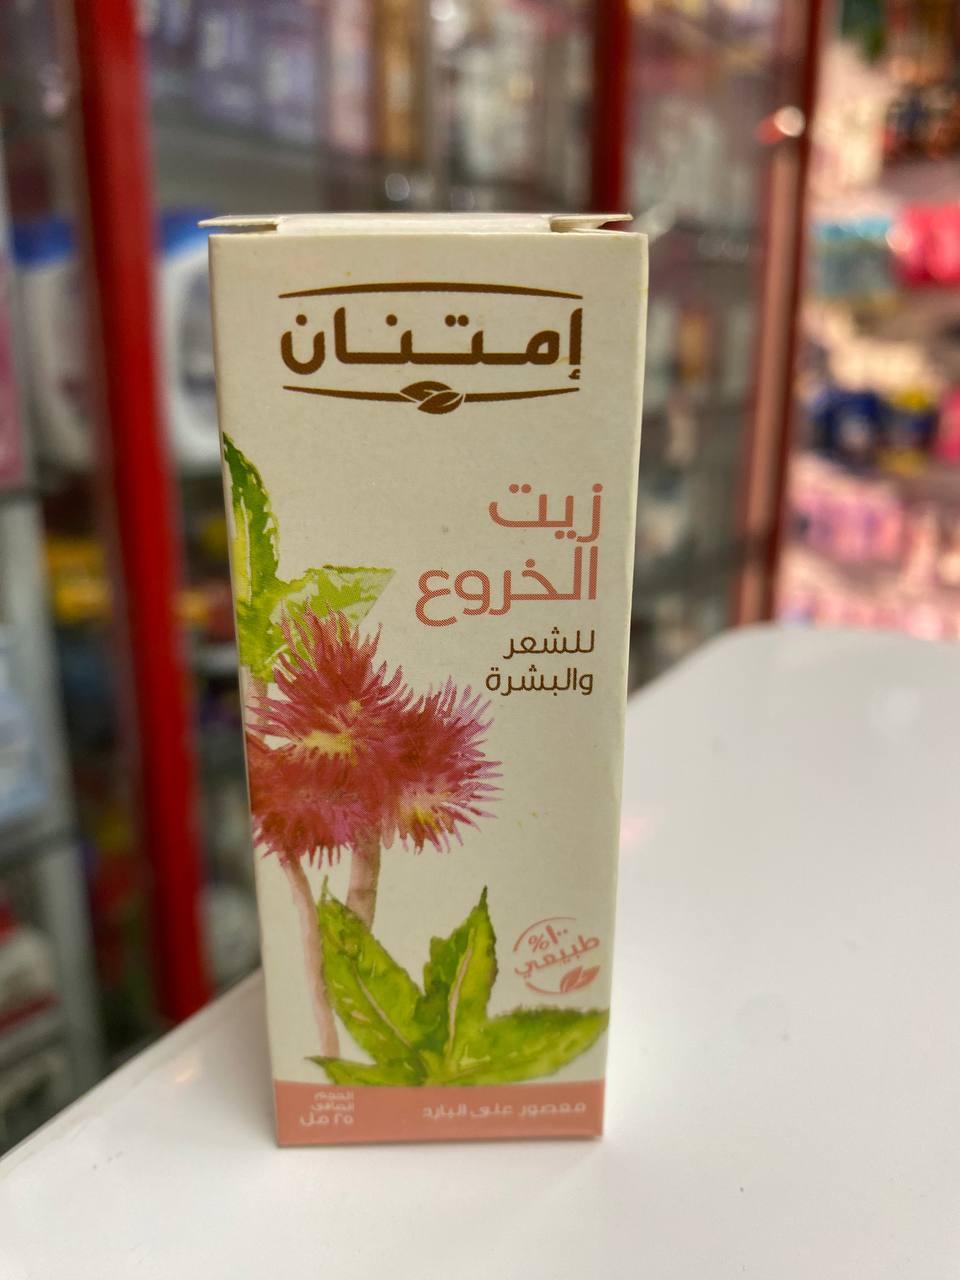 إمتنان
زيت
الخروع
للشعر
والبشرة
١٠٠%
طبيعي
معصور على البارد
الحجم
الصافي
٢٥ مل